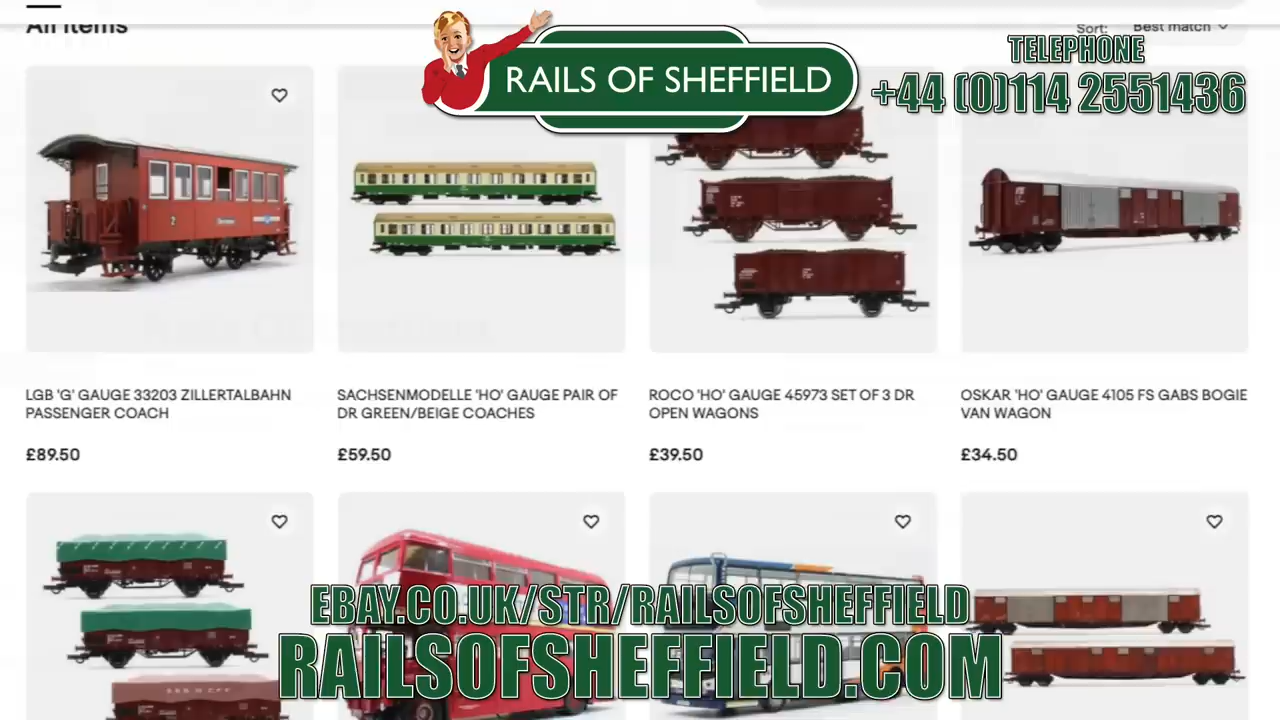 All Items
Sort: Best match
RAILS OF SHEFFIELD
TELEPHONE
+44 (0)114 2551436
LGB 'G' GAUGE 33203 ZILLERTALBAHN
PASSENGER COACH
£89.50
SACHSENMODELLE 'HO' GAUGE PAIR OF
DR GREEN/BEIGE COACHES
£59.50
ROCO 'HO' GAUGE 45973 SET OF 3 DR
OPEN WAGONS
£39.50
OSKAR 'HO' GAUGE 4105 FS GABS BOGIE
VAN WAGON
£34.50
EBAY.CO.UK/STR/RAILSOFSHEFFIELD
RAILSOFSHEFFIELD.COM